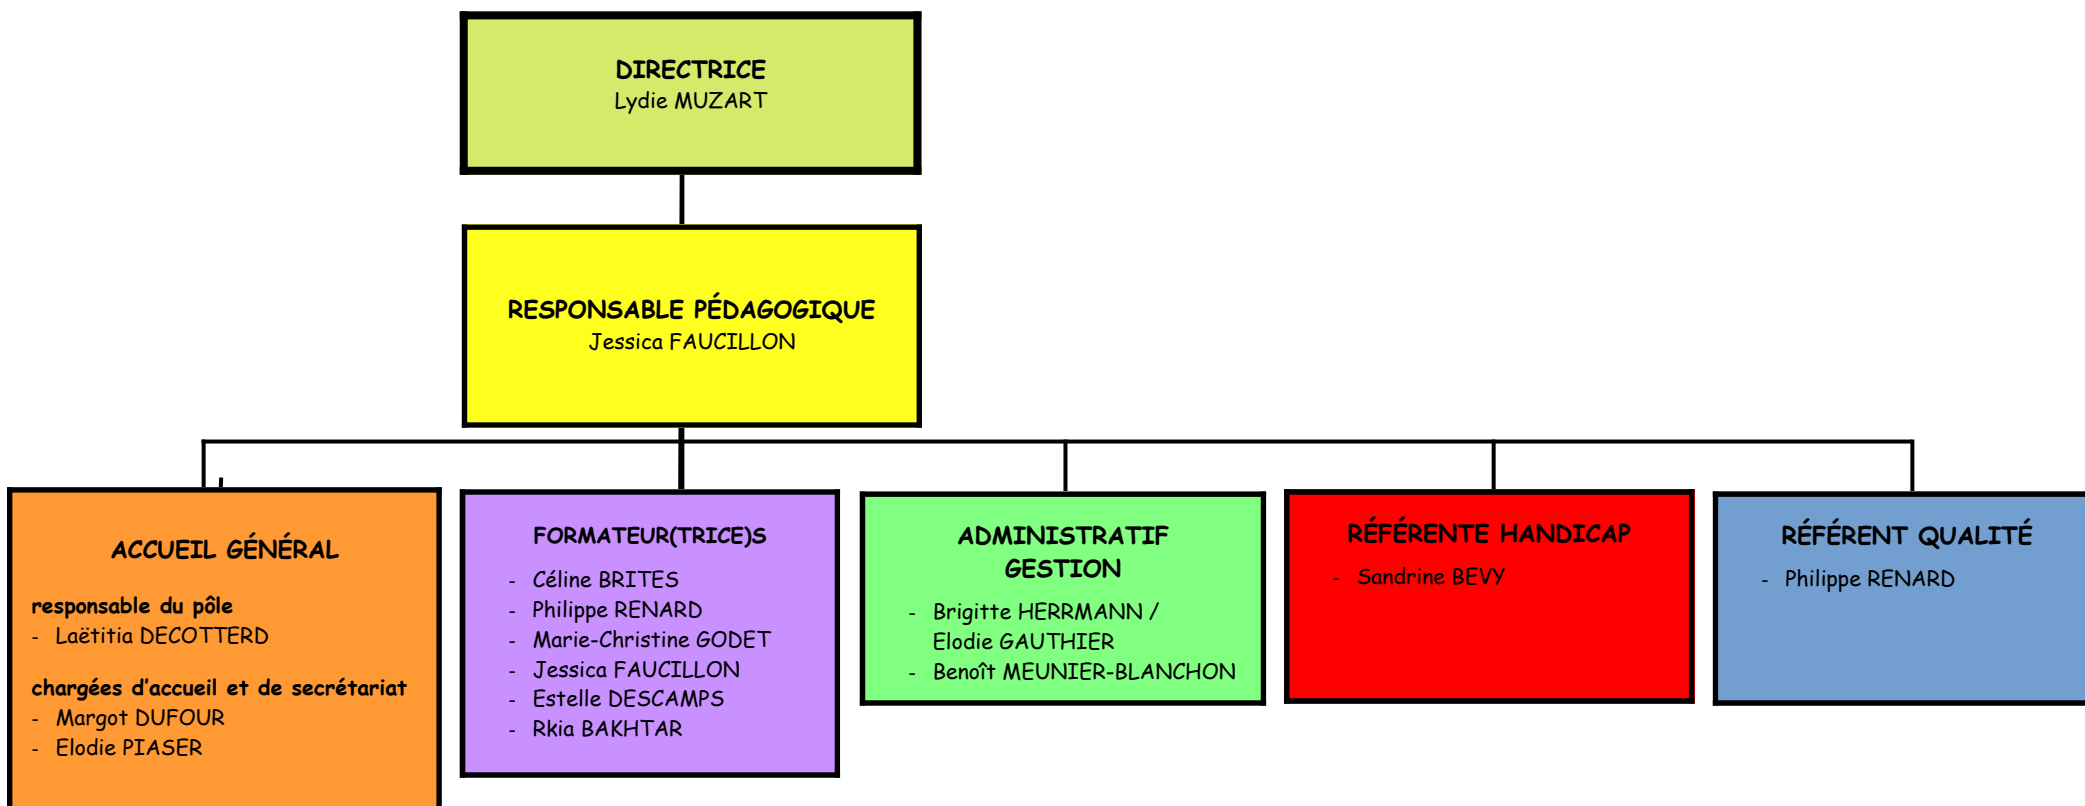 DIRECTRICE
Lydie MUZART
RESPONSABLE PÉDAGOGIQUE
Jessica FAUCILLON
ACCUEIL GÉNÉRAL
responsable du pôle
- Laëtitia DECOTTERD
chargées d'accueil et de secrétariat
- Margot DUFOUR
- Elodie PIASER
FORMATEUR(TRICE)S
- Céline BRITES
- Philippe RENARD
- Marie-Christine GODET
- Jessica FAUCILLON
- Estelle DESCAMPS
- Rkia BAKHTAR
ADMINISTRATIF
GESTION
- Brigitte HERRMANN /
Elodie GAUTHIER
- Benoît MEUNIER-BLANCHON
RÉFÉRENTE HANDICAP
- Sandrine BEVY
RÉFÉRENT QUALITÉ
- Philippe RENARD